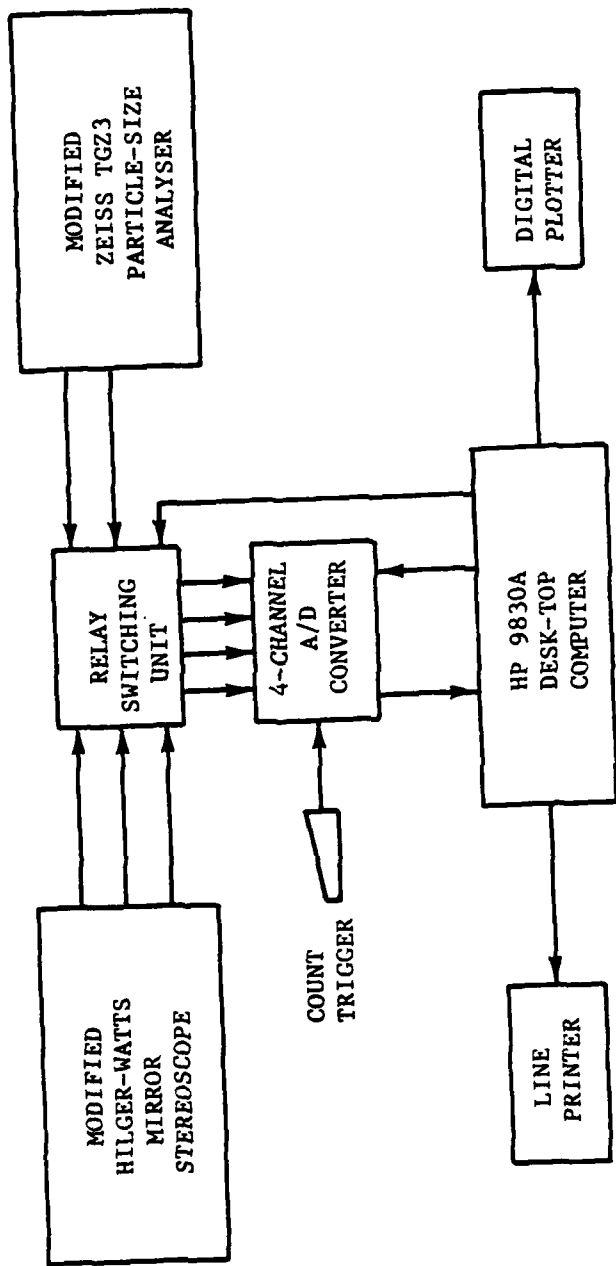 MODIFIED
HILGER-WATTS
MIRROR
STEREOSCOPE
RELAY
SWITCHING
UNIT
MODIFIED
ZEISS TGZ3
PARTICLE-SIZE
ANALYSER
COUNT
TRIGGER
4-CHANNEL
A/D
CONVERTER
LINE
PRINTER
HP 9830A
DESK-TOP
COMPUTER
DIGITAL
PLOTTER